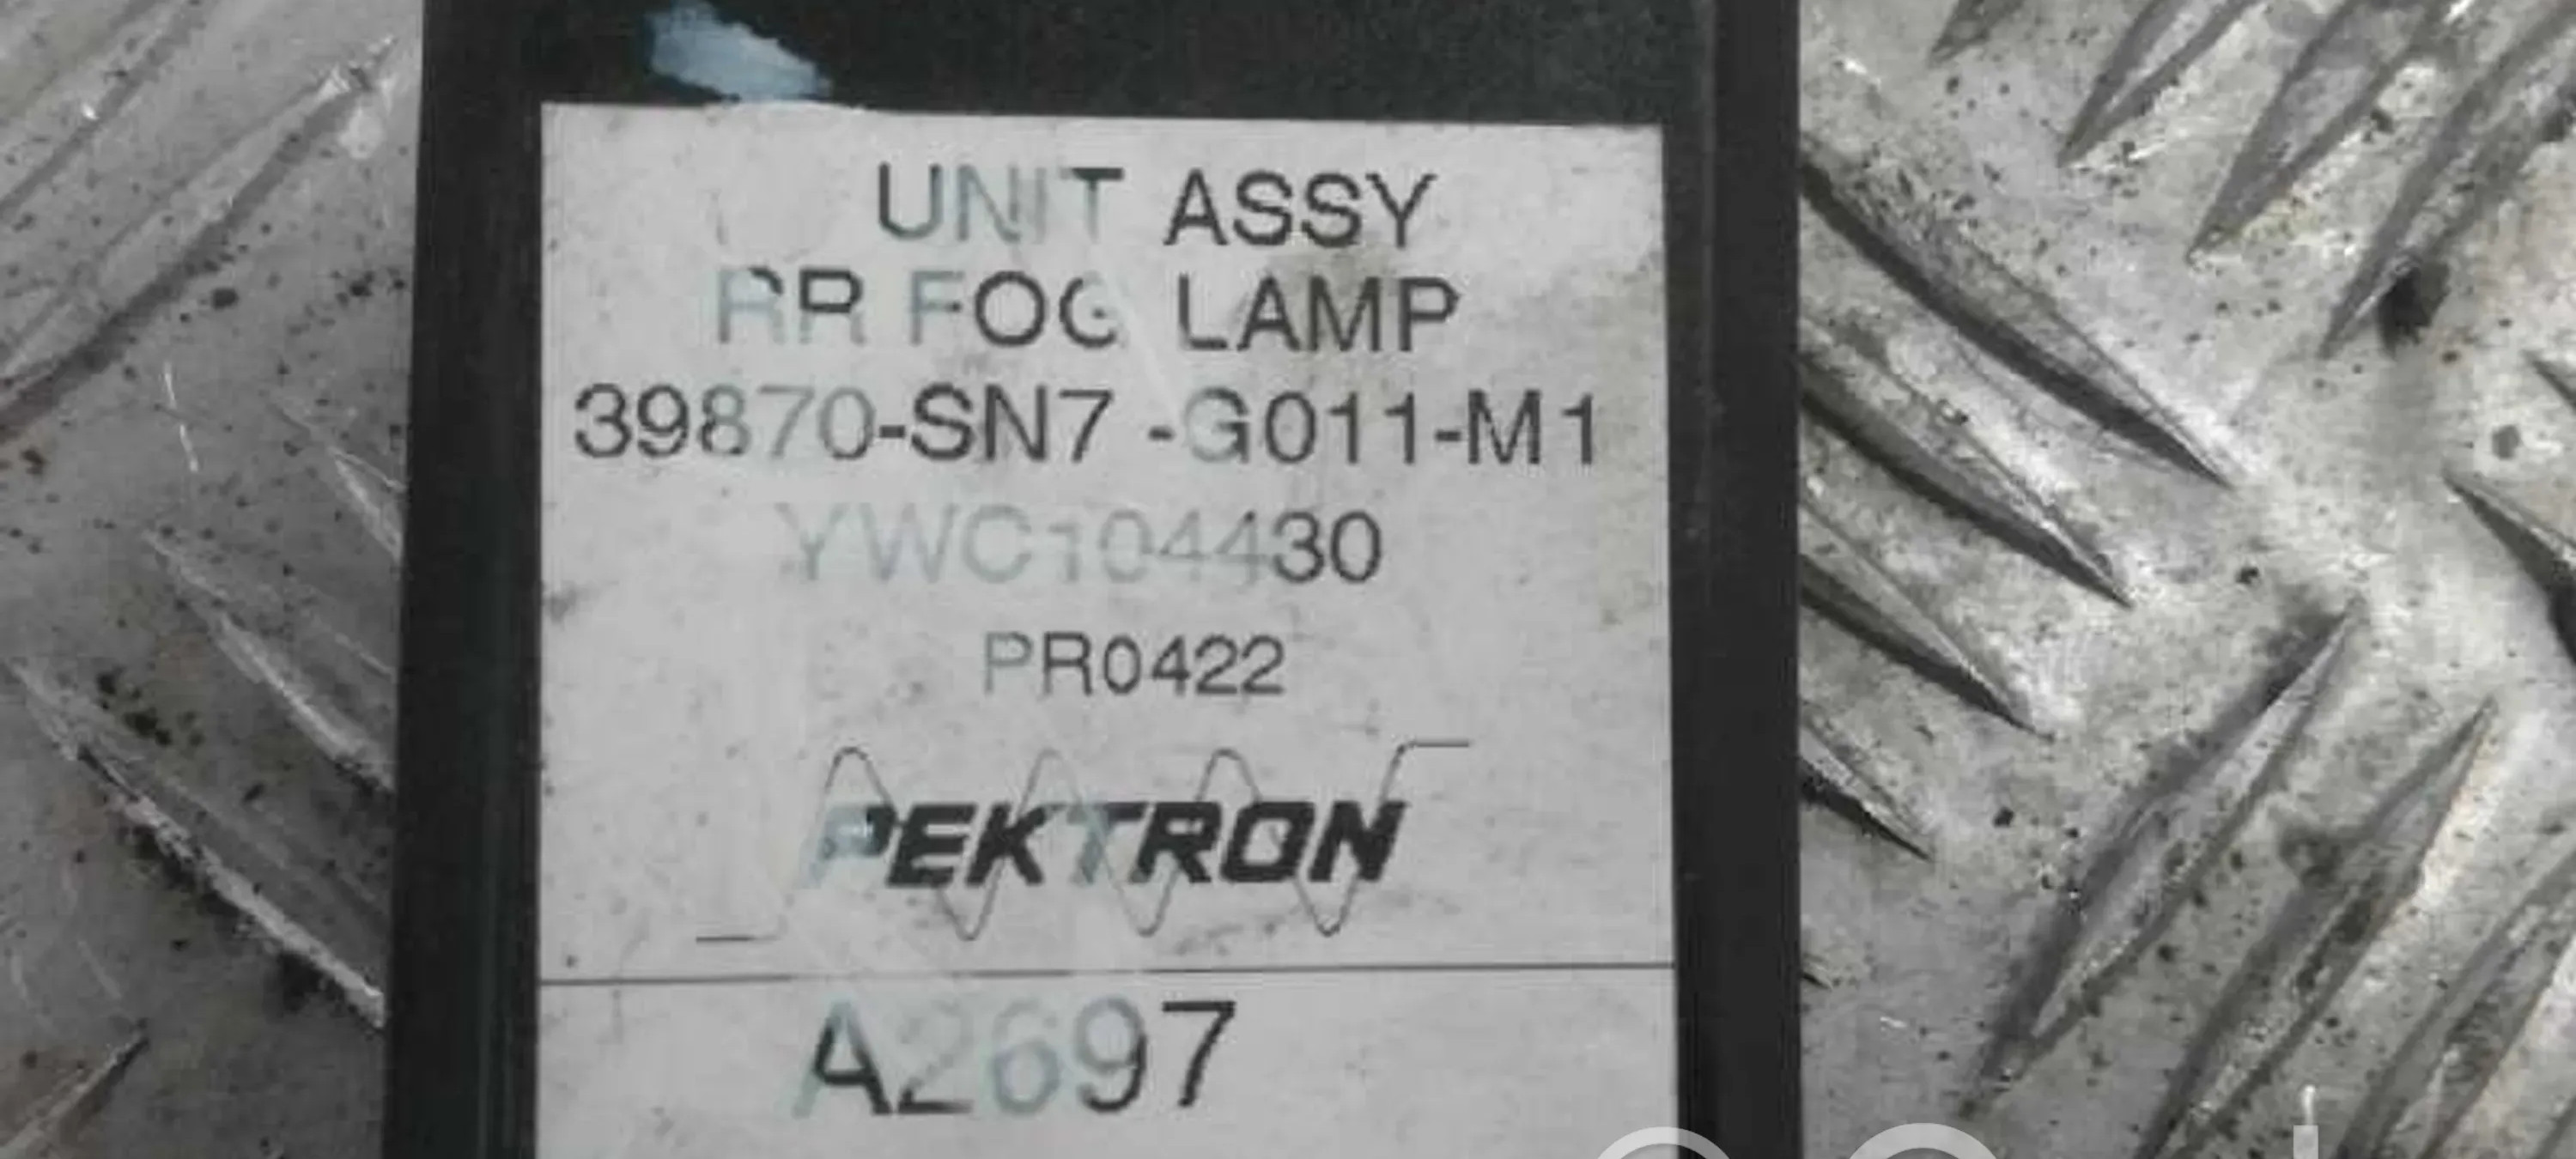 UNIT ASSY
RR FOG LAMP
39870-SN7 -G011-M1
YWC104430
PR0422
PEKTRON
A2697